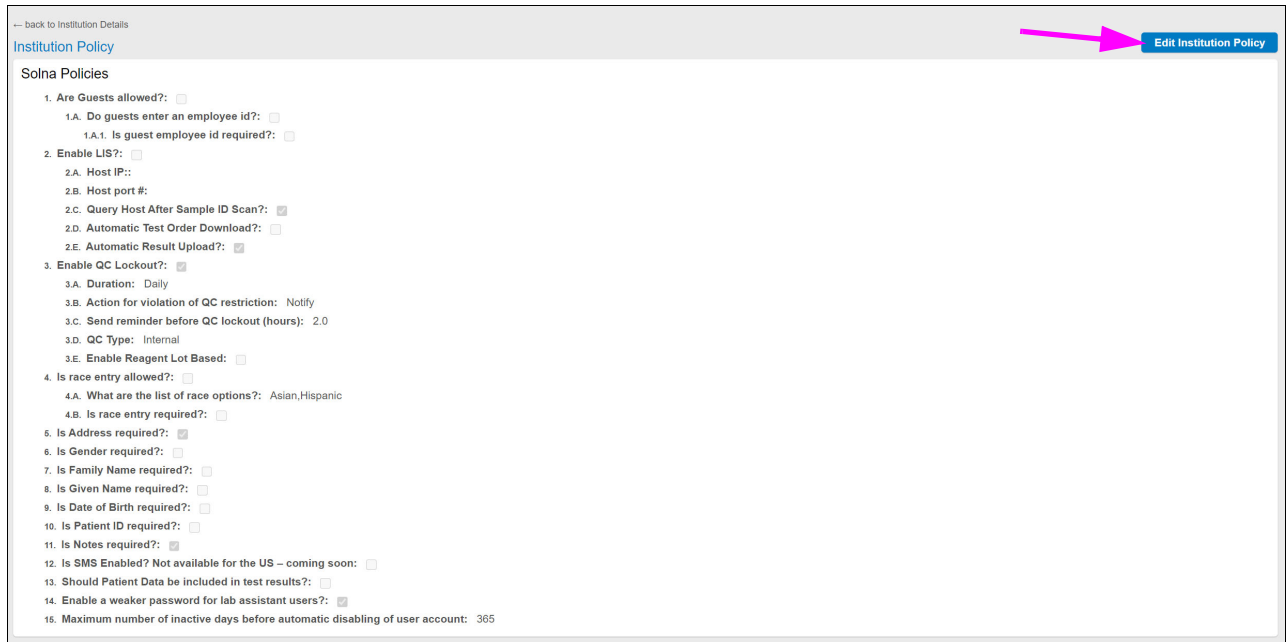 ← back to Institution Details
Institution Policy
Edit Institution Policy
Solna Policies
1. Are Guests allowed?:
1.A. Do guests enter an employee id?:
1.A.1. Is guest employee id required?:
2. Enable LIS?:
2.A. Host IP::
2.B. Host port #:
2.C. Query Host After Sample ID Scan?:
2.D. Automatic Test Order Download?:
2.E. Automatic Result Upload?:
3. Enable QC Lockout?:
3.A. Duration: Daily
3.B. Action for violation of QC restriction: Notify
3.C. Send reminder before QC lockout (hours): 2.0
3.D. QC Type: Internal
3.E. Enable Reagent Lot Based:
4. Is race entry allowed?:
4.A. What are the list of race options?: Asian,Hispanic
4.B. Is race entry required?:
5. Is Address required?:
6. Is Gender required?:
7. Is Family Name required?:
8. Is Given Name required?:
9. Is Date of Birth required?:
10. Is Patient ID required?:
11. Is Notes required?:
12. Is SMS Enabled? Not available for the US – coming soon:
13. Should Patient Data be included in test results?:
14. Enable a weaker password for lab assistant users?:
15. Maximum number of inactive days before automatic disabling of user account: 365